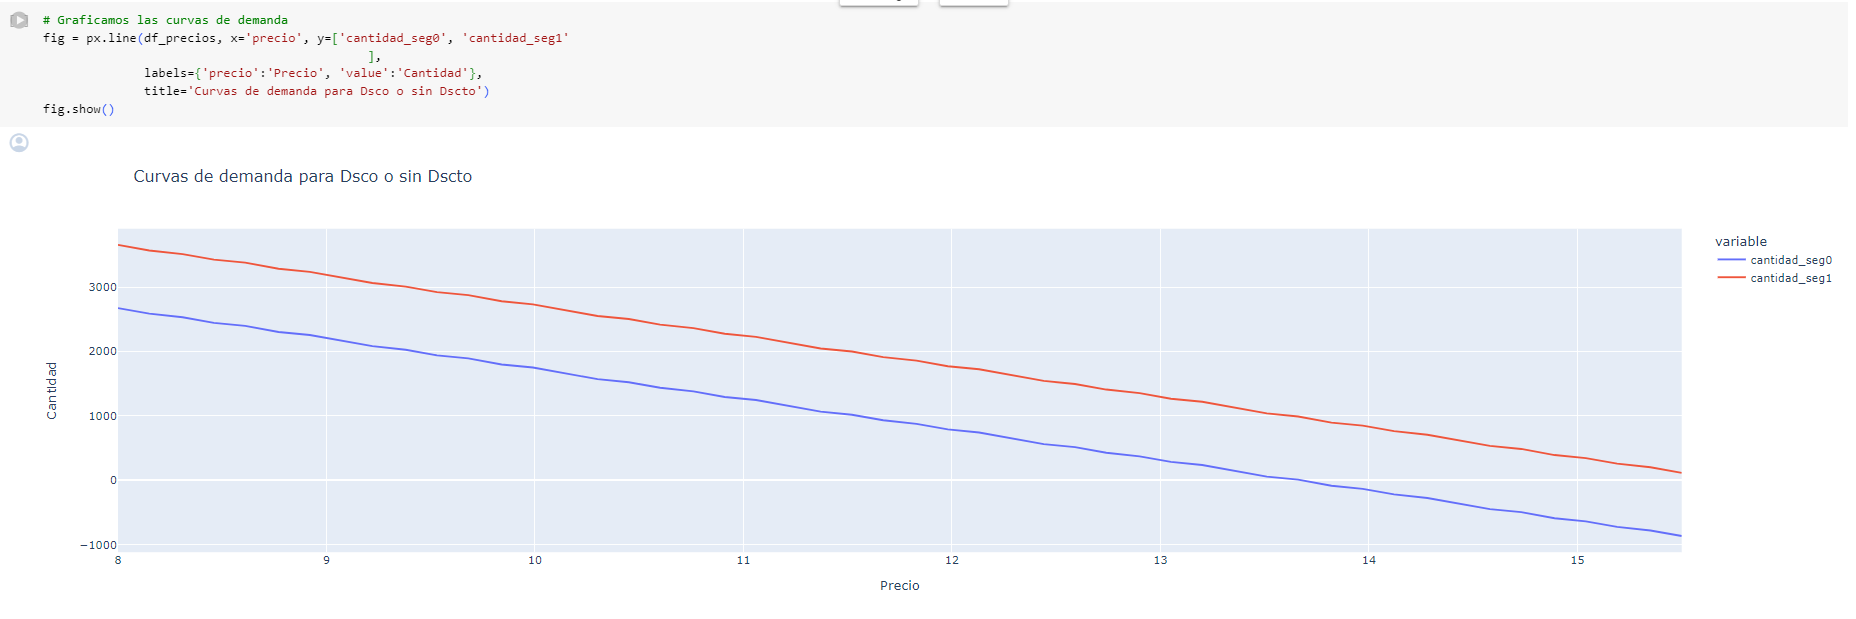 # Graficamos las curvas de demanda
fig = px.line(df_precios, x='precio', y=['cantidad_seg0', 'cantidad_seg1'
],
labels={'precio':'Precio', 'value':'Cantidad'},
title='Curvas de demanda para Dsco o sin Dscto')
fig.show()
Curvas de demanda para Dsco o sin Dscto
variable
cantidad_seg0
cantidad_seg1
3000
2000
1000
0
−1000
Cantidad
8 9 10 11 12 13 14 15
Precio